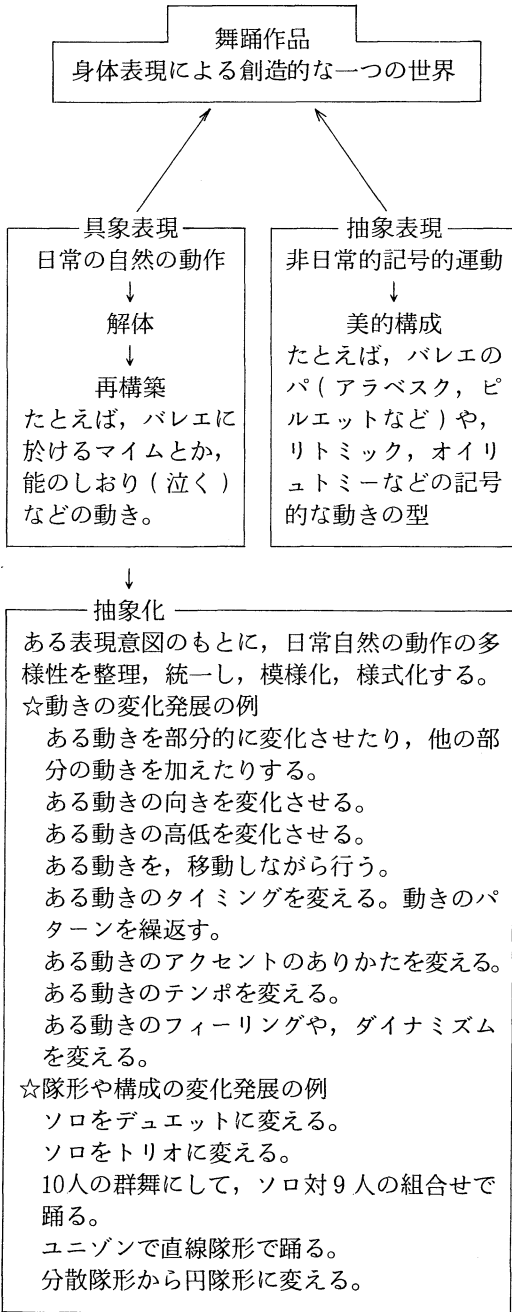 舞踊作品
身体表現による創造的な一つの世界
具象表現
日常の自然の動作
↓
解体
↓
再構築
たとえば，バレエに
於けるマイムとか，
能のしおり（泣く）
などの動き。
抽象表現
非日常的記号的運動
↓
美的構成
たとえば，バレエの
パ（アラベスク，ピ
ルエットなど）や，
リトミック，オイリ
ュトミーなどの記号
的な動きの型
↓
抽象化
ある表現意図のもとに，日常自然の動作の多
様性を整理，統一し，模様化，様式化する。
☆動きの変化発展の例
ある動きを部分的に変化させたり，他の部
分の動きを加えたりする。
ある動きの向きを変化させる。
ある動きの高低を変化させる。
ある動きを，移動しながら行う。
ある動きのタイミングを変える。動きのパ
ターンを繰返す。
ある動きのアクセントのありかたを変える。
ある動きのテンポを変える。
ある動きのフィーリングや，ダイナミズム
を変える。
☆隊形や構成の変化発展の例
ソロをデュエットに変える。
ソロをトリオに変える。
10人の群舞にして，ソロ対9人の組合せで
踊る。
ユニゾンで直線隊形で踊る。
分散隊形から円隊形に変える。